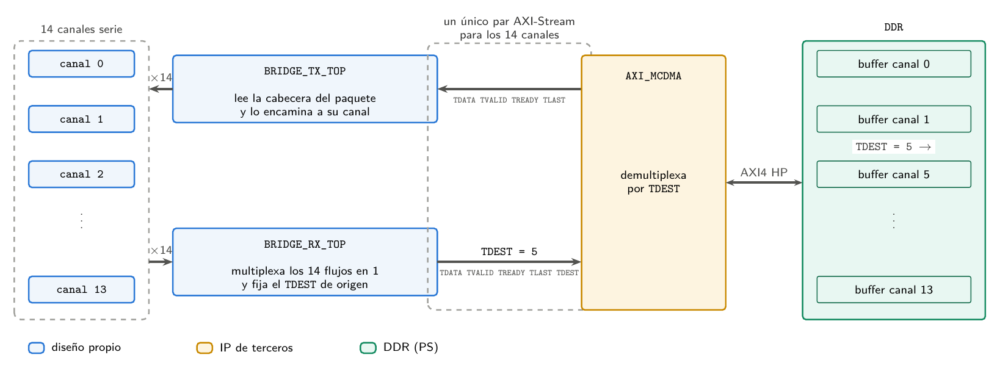 14 canales serie
canal 0
canal 1
canal 2
.
.
.
canal 13
×14
×14
BRIDGE_TX_TOP
lee la cabecera del paquete
y lo encamina a su canal
BRIDGE_RX_TOP
multiplexa los 14 flujos en 1
y fija el TDEST de origen
un único par AXI-Stream
para los 14 canales
TDATA TVALID TREADY TLAST
TDEST = 5
TDATA TVALID TREADY TLAST TDEST
AXI_MCDMA
demultiplexa
por TDEST
AXI4 HP
DDR
buffer canal 0
buffer canal 1
TDEST = 5 →
buffer canal 5
.
.
.
buffer canal 13
diseño propio
IP de terceros
DDR (PS)